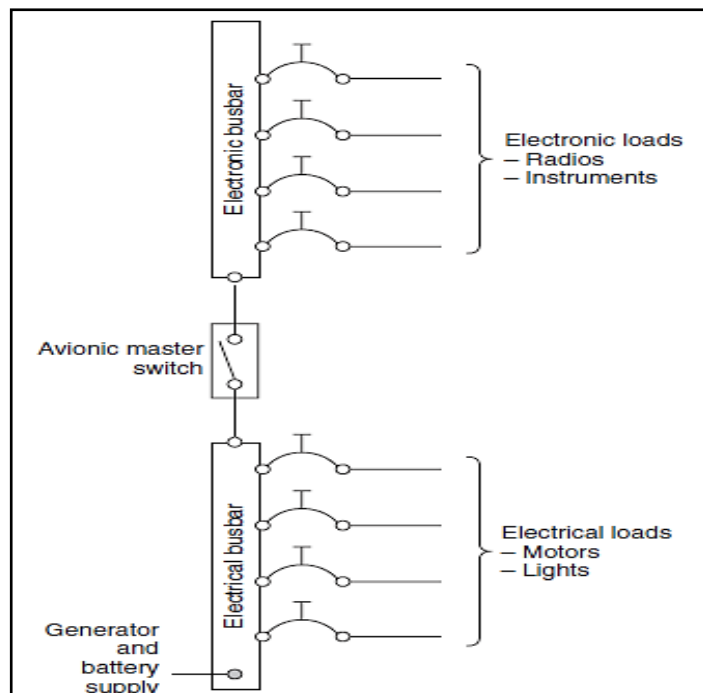 Electronic busbar
Electronic loads
– Radios
– Instruments
Avionic master
switch
Electrical busbar
Electrical loads
– Motors
– Lights
Generator
and
battery
supply